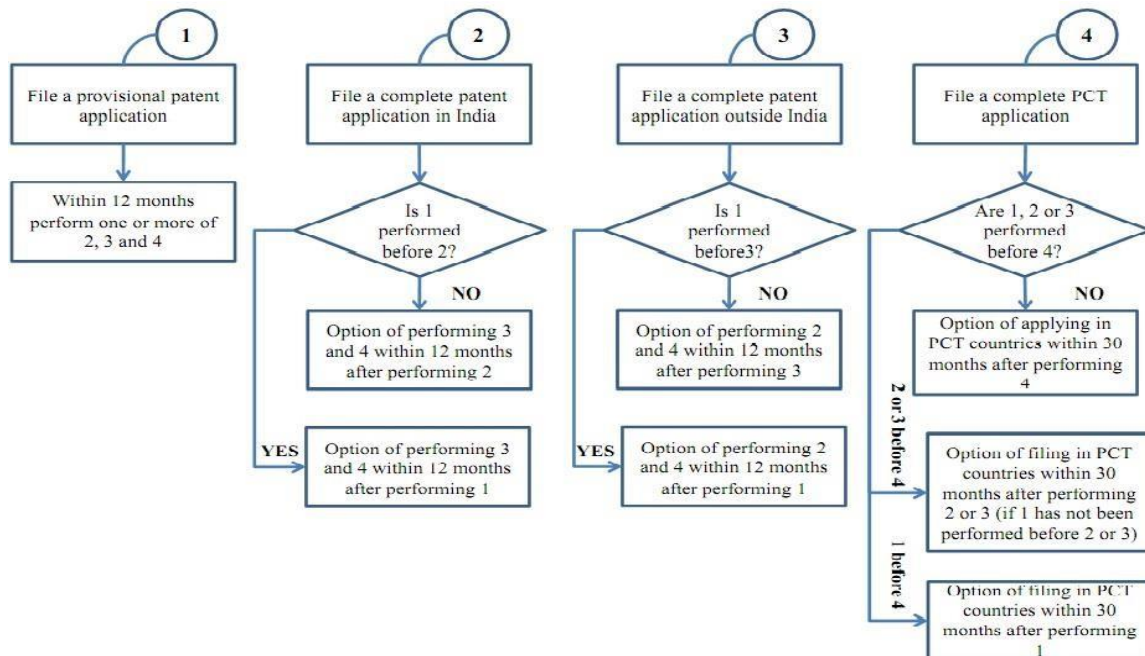 1
File a provisional patent
application
Within 12 months
perform one or more of
2, 3 and 4
2
File a complete patent
application in India
Is 1
performed
before 2?
NO
Option of performing 3
and 4 within 12 months
after performing 2
YES
Option of performing 3
and 4 within 12 months
after performing 1
3
File a complete patent
application outside India
Is 1
performed
before3?
NO
Option of performing 2
and 4 within 12 months
after performing 3
YES
Option of performing 2
and 4 within 12 months
after performing 1
4
File a complete PCT
application
Are 1, 2 or 3
performed
before 4?
NO
Option of applying in
PCT countries within 30
months after performing
4
2 or 3 before 4
Option of filing in PCT
countries within 30
months after performing
2 or 3 (if 1 has not been
performed before 2 or 3)
1 before 4
Option of filing in PCT
countries within 30
months after performing
1